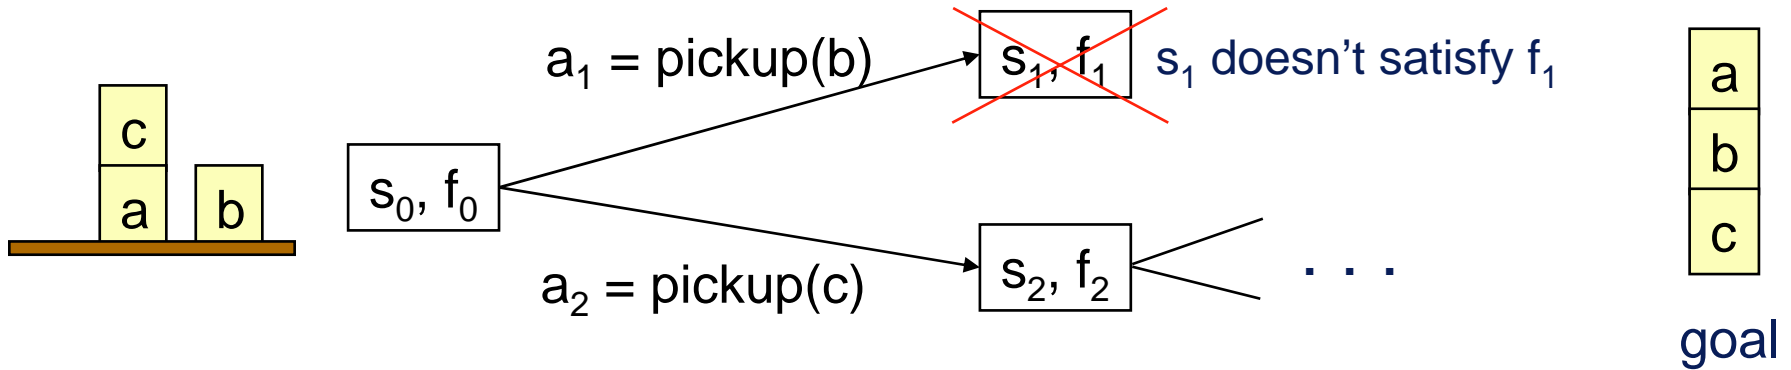 c
a
b
s₀, f₀
a₁ = pickup(b)
a₂ = pickup(c)
s₁, f₁
s₁ doesn't satisfy f₁
s₂, f₂
. . .
a
b
c
goal